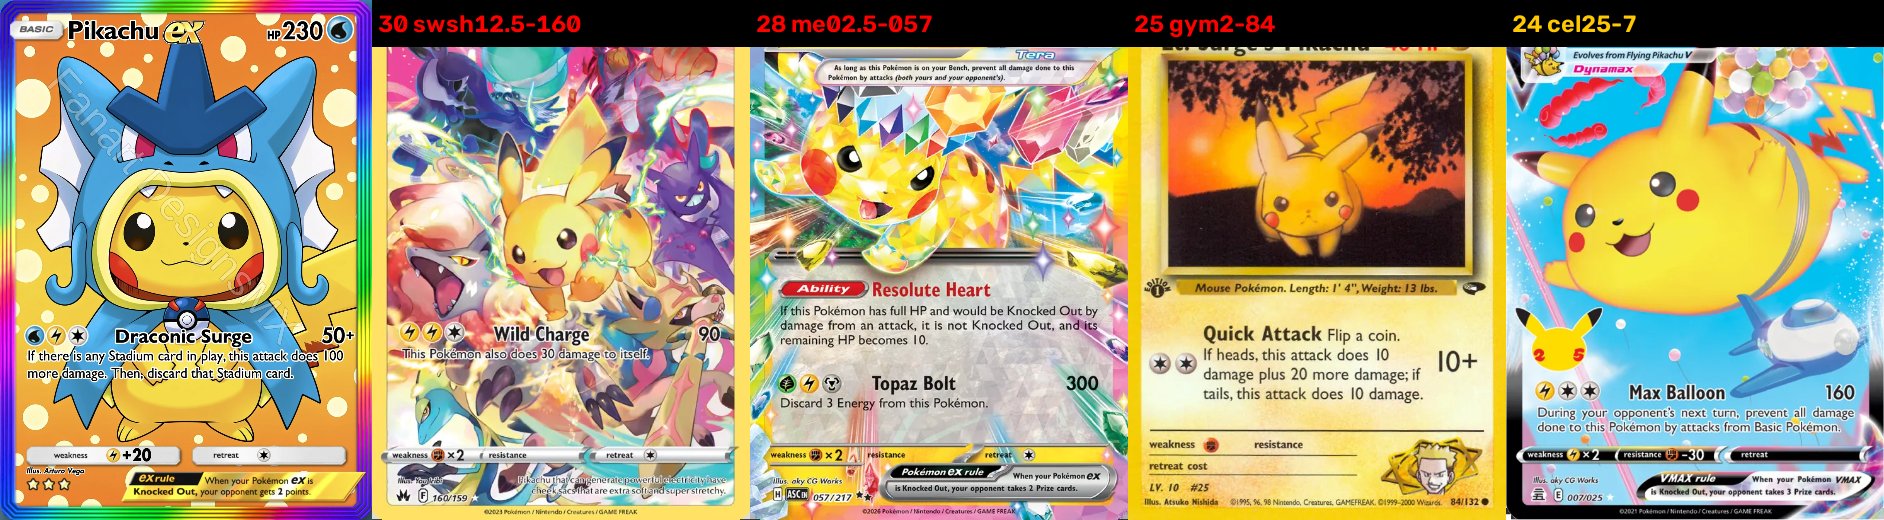 BASIC Pikachu ex HP 230
FanartDesignsMX
Draconic Surge 50+
If there is any Stadium card in play, this attack does 100
more damage. Then, discard that Stadium card.
weakness +20 retreat
Illus. Arturo Vega
ex rule When your Pokémon ex is
Knocked Out, your opponent gets 2 points.
30 swsh12.5-160
Wild Charge 90
This Pokémon also does 30 damage to itself.
weakness ×2 resistance retreat
F 160/159
Pikachu that can generate powerful electricity have
cheek sacs that are extra soft and super stretchy.
©2023 Pokémon / Nintendo / Creatures / GAME FREAK
28 me02.5-057
Tera
As long as this Pokémon is on your Bench, prevent all damage done to this
Pokémon by attacks (both yours and your opponent's).
Ability Resolute Heart
If this Pokémon has full HP and would be Knocked Out by
damage from an attack, it is not Knocked Out, and its
remaining HP becomes 10.
Topaz Bolt 300
Discard 3 Energy from this Pokémon.
weakness ×2 resistance retreat
Illus. aky CG Works
H ASC EN 057/217
Pokémon ex rule When your Pokémon ex
is Knocked Out, your opponent takes 2 Prize cards.
©2026 Pokémon / Nintendo / Creatures / GAME FREAK
25 gym2-84
Lt. Surge's Pikachu
EDITION 1
Mouse Pokémon. Length: 1' 4", Weight: 13 lbs.
Quick Attack Flip a coin.
If heads, this attack does 10
damage plus 20 more damage; if
tails, this attack does 10 damage.
10+
weakness resistance
retreat cost
LV. 10 #25
Illus. Atsuko Nishida ©1995, 96, 98 Nintendo, Creatures, GAMEFREAK. ©1999-2000 Wizards. 84/132
24 cel25-7
Evolves from Flying Pikachu V
Dynamax
25
Max Balloon 160
During your opponent's next turn, prevent all damage
done to this Pokémon by attacks from Basic Pokémon.
weakness ×2 resistance -30 retreat
Illus. aky CG Works
E 007/025
VMAX rule When your Pokémon VMAX
is Knocked Out, your opponent takes 3 Prize cards.
©2021 Pokémon / Nintendo / Creatures / GAME FREAK